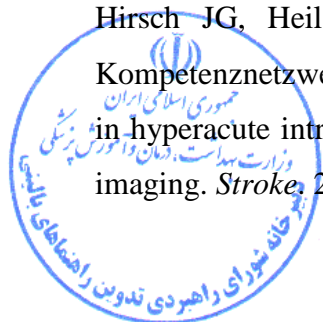 Hirsch JG, Heil
Kompetenznetzwe
جمهوری اسلامی ایران
in hyperacute intr
وزارت بهداشت، درمان و آموزش پزشکی
imaging. Stroke. 2
دبیرخانه شورای راهبردی تدوین راهنماهای بالینی